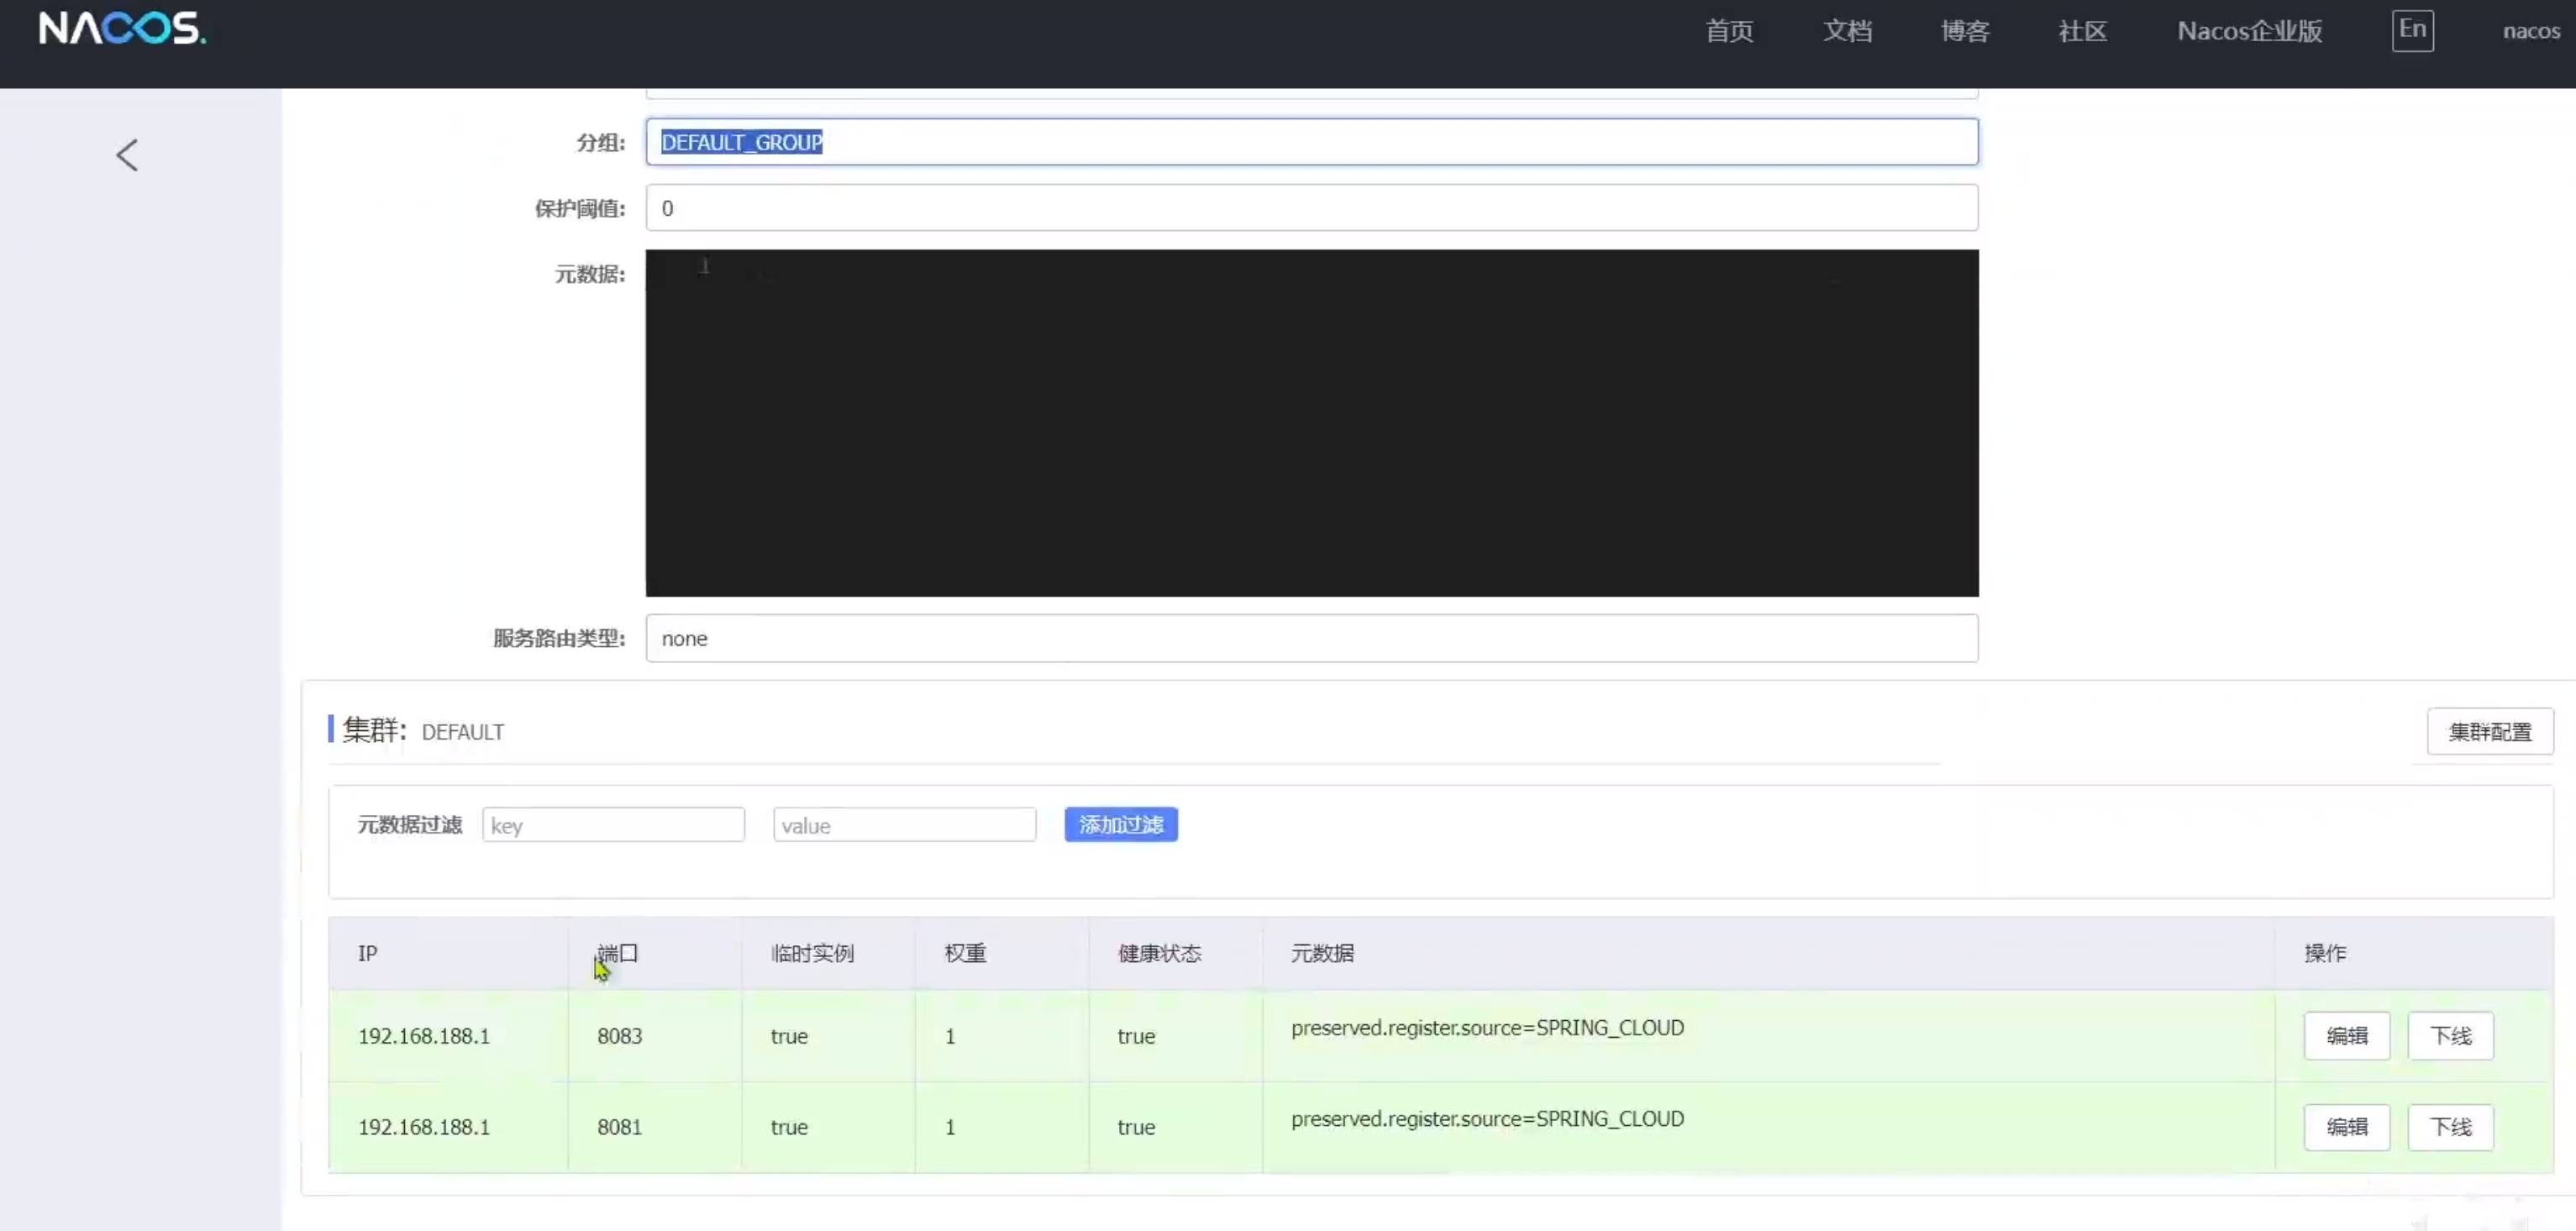 NACOS.
首页 文档 博客 社区 Nacos企业版 En nacos
分组: DEFAULT_GROUP
保护阈值: 0
元数据: 1
服务路由类型: none
集群: DEFAULT 集群配置
元数据过滤 key value 添加过滤
IP 端口 临时实例 权重 健康状态 元数据 操作
192.168.188.1 8083 true 1 true preserved.register.source=SPRING_CLOUD 编辑 下线
192.168.188.1 8081 true 1 true preserved.register.source=SPRING_CLOUD 编辑 下线